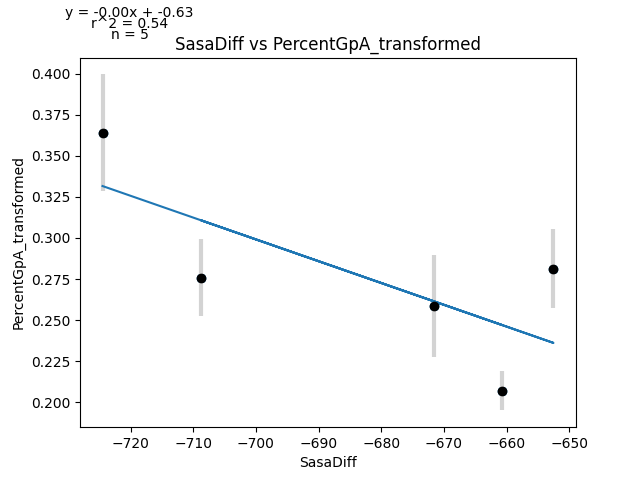 y = -0.00x + -0.63
r^2 = 0.54
n = 5
SasaDiff vs PercentGpA_transformed
0.400
0.375
0.350
0.325
0.300
0.275
0.250
0.225
0.200
PercentGpA_transformed
−720 −710 −700 −690 −680 −670 −660 −650
SasaDiff